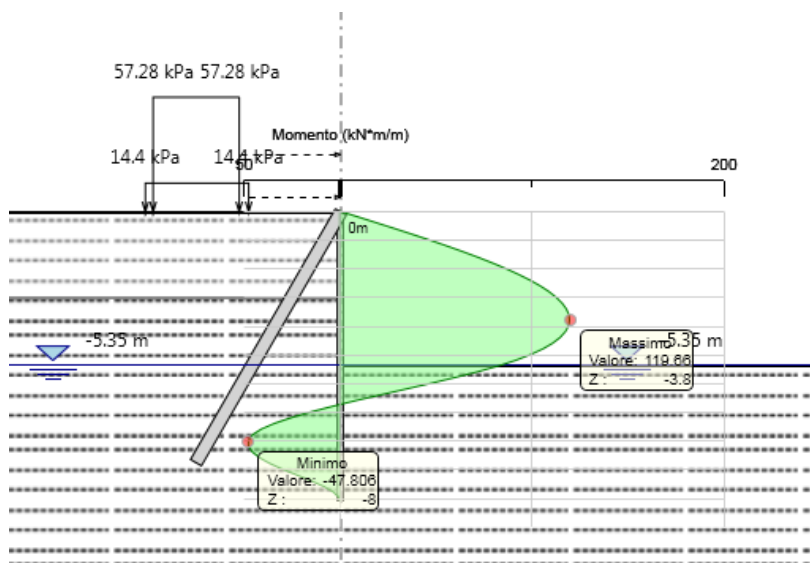 57.28 kPa 57.28 kPa
Momento (kN*m/m)
14.4 kPa 14.4 kPa
50 200
0m
-5.35 m
-5.35 m
Massimo
Valore: 119.66
Z : -3.8
Minimo
Valore: -47.806
Z : -8